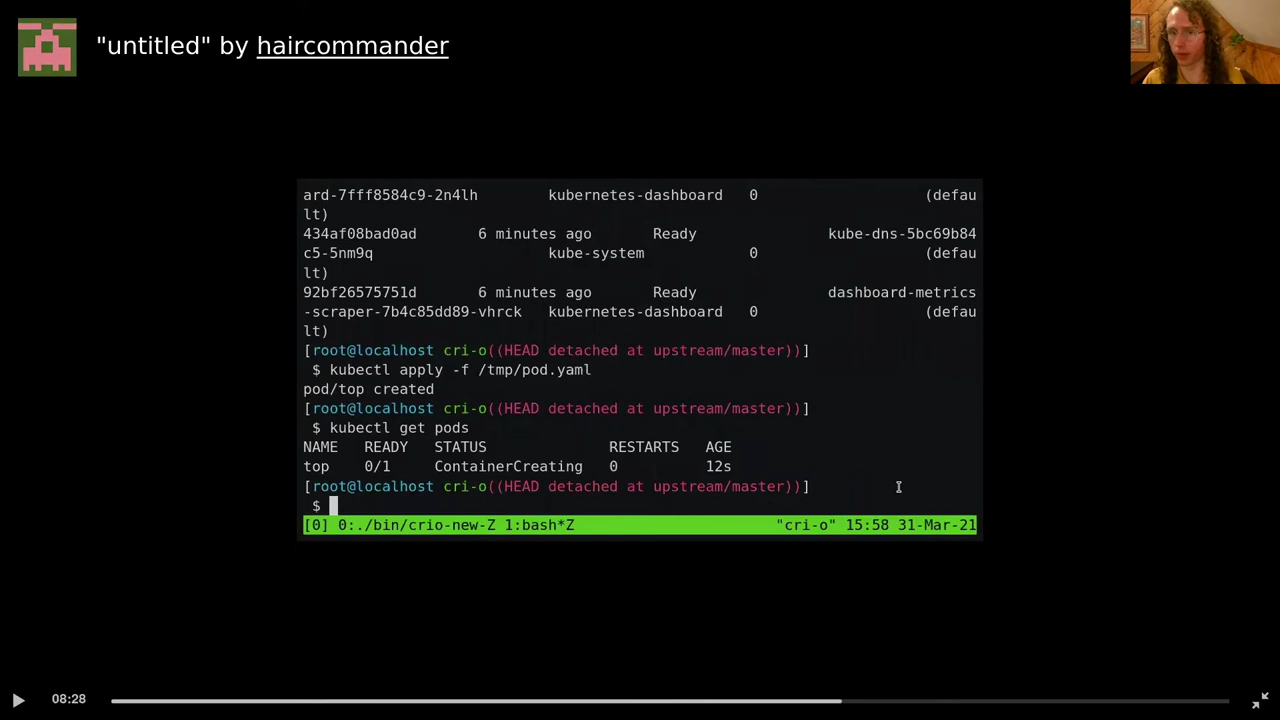 "untitled" by haircommander
ard-7fff8584c9-2n4lh kubernetes-dashboard 0 (defau
lt)
434af08bad0ad 6 minutes ago Ready kube-dns-5bc69b84
c5-5nm9q kube-system 0 (defau
lt)
92bf26575751d 6 minutes ago Ready dashboard-metrics
-scraper-7b4c85dd89-vhrck kubernetes-dashboard 0 (defau
lt)
[root@localhost cri-o((HEAD detached at upstream/master))]
$ kubectl apply -f /tmp/pod.yaml
pod/top created
[root@localhost cri-o((HEAD detached at upstream/master))]
$ kubectl get pods
NAME READY STATUS RESTARTS AGE
top 0/1 ContainerCreating 0 12s
[root@localhost cri-o((HEAD detached at upstream/master))]
$
[0] 0:./bin/crio-new-Z 1:bash*Z "cri-o" 15:58 31-Mar-21
08:28